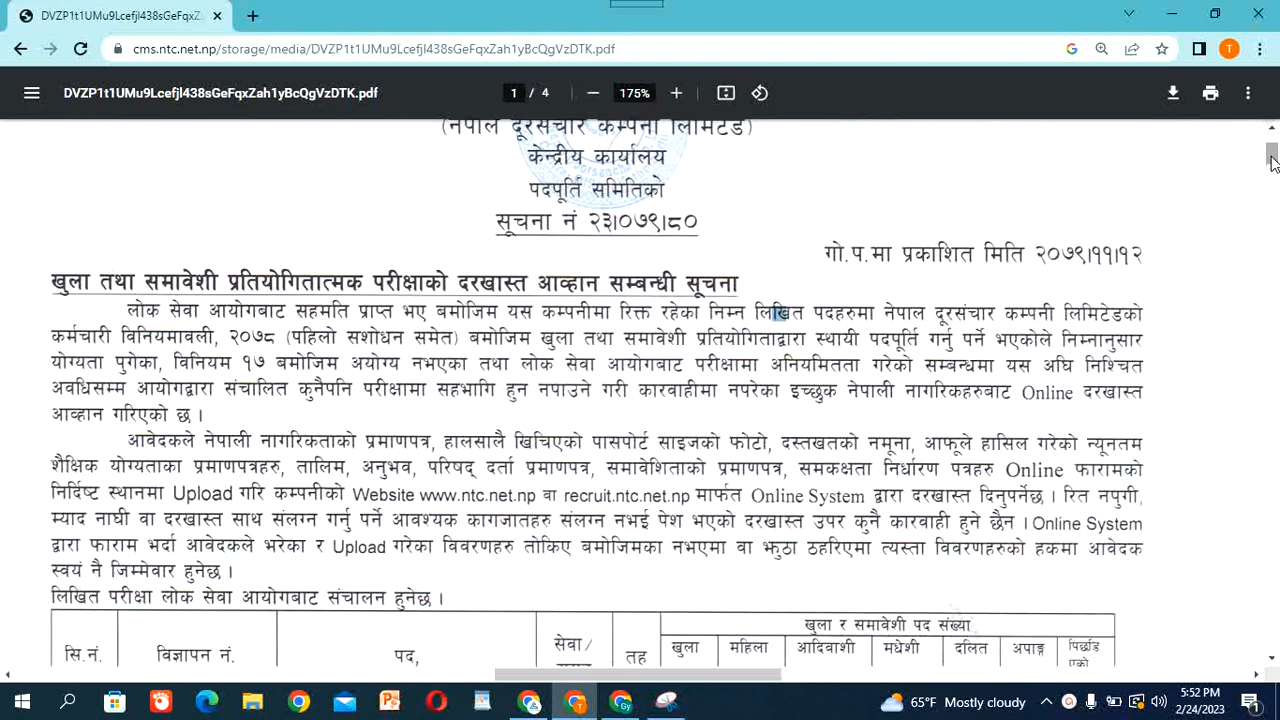 DVZP1t1UMu9Lcefjl438sGeFqxZ
cms.ntc.net.np/storage/media/DVZP1t1UMu9Lcefjl438sGeFqxZah1yBcQgVzDTK.pdf
T
DVZP1t1UMu9Lcefjl438sGeFqxZah1yBcQgVzDTK.pdf
1 / 4
175%
(नेपाल दूरसंचार कम्पनी लिमिटेड)
केन्द्रीय कार्यालय
पदपूर्ति समितिको
सूचना नं २३।०७९।८०
गो.प.मा प्रकाशित मिति २०७९।११।१२
खुला तथा समावेशी प्रतियोगितात्मक परीक्षाको दरखास्त आव्हान सम्बन्धी सूचना
लोक सेवा आयोगबाट सहमति प्राप्त भए बमोजिम यस कम्पनीमा रिक्त रहेका निम्न लिखित पदहरुमा नेपाल दूरसंचार कम्पनी लिमिटेडको
कर्मचारी विनियमावली, २०७८ (पहिलो सशोधन समेत) बमोजिम खुला तथा समावेशी प्रतियोगिताद्वारा स्थायी पदपूर्ति गर्नु पर्ने भएकोले निम्नानुसार
योग्यता पुगेका, विनियम १७ बमोजिम अयोग्य नभएका तथा लोक सेवा आयोगबाट परीक्षामा अनियमितता गरेको सम्बन्धमा यस अघि निश्चित
अवधिसम्म आयोगद्वारा संचालित कुनैपनि परीक्षामा सहभागि हुन नपाउने गरी कारवाहीमा नपरेका इच्छुक नेपाली नागरिकहरुबाट Online दरखास्त
आव्हान गरिएको छ ।
आवेदकले नेपाली नागरिकताको प्रमाणपत्र, हालसालै खिचिएको पासपोर्ट साइजको फोटो, दस्तखतको नमूना, आफूले हासिल गरेको न्यूनतम
शैक्षिक योग्यताका प्रमाणपत्रहरु, तालिम, अनुभव, परिषद् दर्ता प्रमाणपत्र, समावेशिताको प्रमाणपत्र, समकक्षता निर्धारण पत्रहरु Online फारामको
निर्दिष्ट स्थानमा Upload गरि कम्पनीको Website www.ntc.net.np वा recruit.ntc.net.np मार्फत Online System द्वारा दरखास्त दिनुपर्नेछ । रित नपुगी,
म्याद नाघी वा दरखास्त साथ संलग्न गर्नु पर्ने आवश्यक कागजातहरु संलग्न नभई पेश भएको दरखास्त उपर कुनै कारवाही हुने छैन । Online System
द्वारा फाराम भर्दा आवेदकले भरेका र Upload गरेका विवरणहरु तोकिए बमोजिमका नभएमा वा झुठा ठहरिएमा त्यस्ता विवरणहरुको हकमा आवेदक
स्वयं नै जिम्मेवार हुनेछ ।
लिखित परीक्षा लोक सेवा आयोगबाट संचालन हुनेछ ।
खुला र समावेशी पद संख्या
सि.नं. विज्ञापन नं. पद, सेवा/ तह खुला महिला आदिवाशी मधेशी दलित अपाङ्ग पिछडि
एको
65°F Mostly cloudy
5:52 PM
2/24/2023